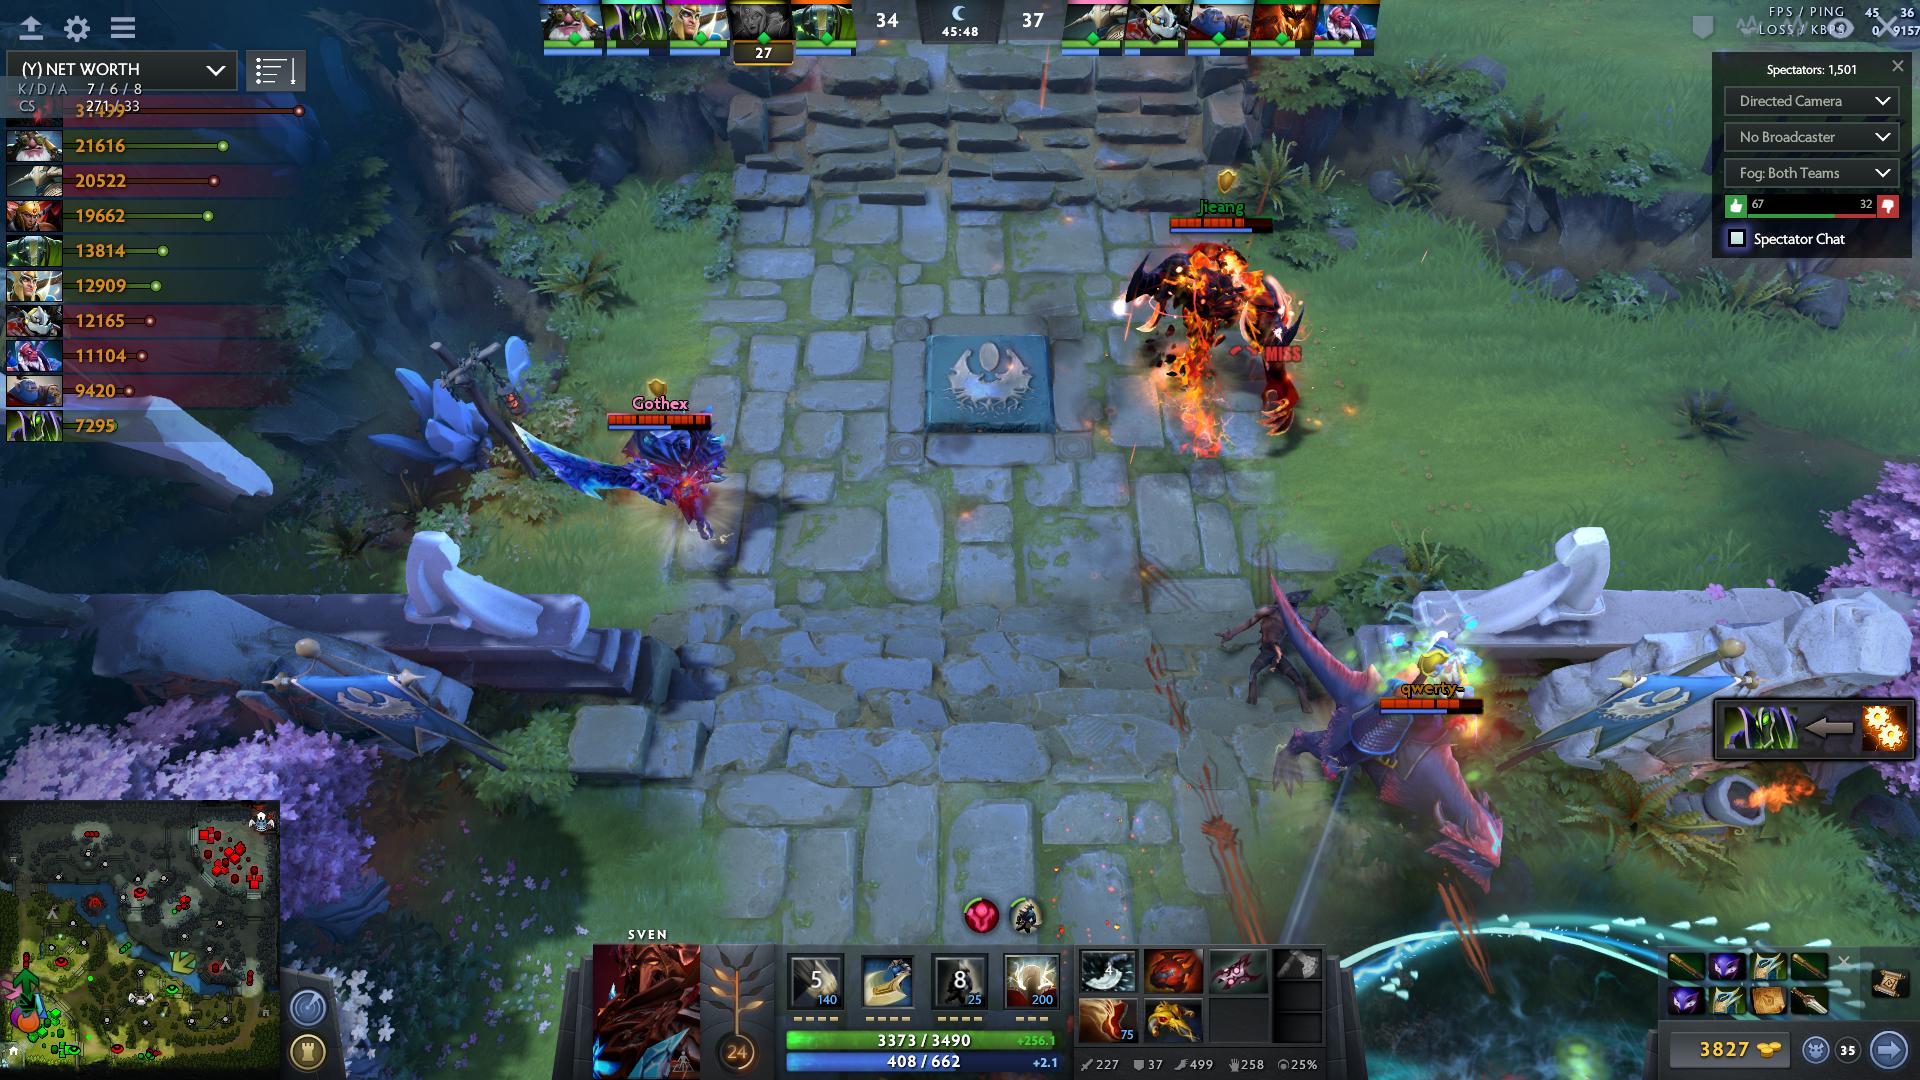 34
45:48
37
27
FPS / PING 45 36
LOSS / KBPS 0 9157
(Y) NET WORTH
K/D/A 7 / 6 / 8
CS 271 / 33
31499
21616
20522
19662
13814
12909
12165
11104
9420
7295
Spectators: 1,501
Directed Camera
No Broadcaster
Fog: Both Teams
67 32
Spectator Chat
Jieang
MISS
Gothex
qwerty~
SVEN
24
5
140
8
25
200
3373 / 3490 +256.1
408 / 662 +2.1
4
75
227 37 499 258 25%
3827
35